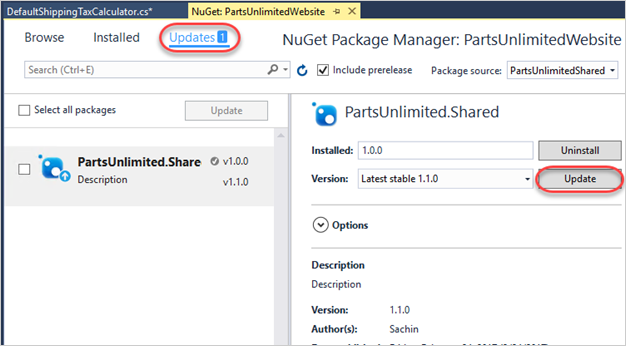 DefaultShippingTaxCalculator.cs* NuGet: PartsUnlimitedWebsite
Browse Installed Updates 1 NuGet Package Manager: PartsUnlimitedWebsite
Search (Ctrl+E) Include prerelease Package source: PartsUnlimitedShared
Select all packages Update
PartsUnlimited.Shared
Installed: 1.0.0 Uninstall
PartsUnlimited.Share v1.0.0
Description v1.1.0
Version: Latest stable 1.1.0 Update
Options
Description
Description
Version: 1.1.0
Author(s): Sachin